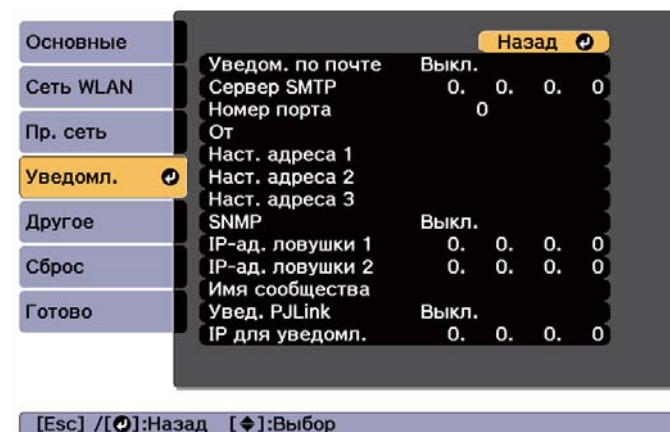 Основные
Сеть WLAN
Пр. сеть
Уведомл.
Другое
Сброс
Готово
Назад
Уведом. по почте Выкл.
Сервер SMTP 0. 0. 0. 0
Номер порта 0
От
Наст. адреса 1
Наст. адреса 2
Наст. адреса 3
SNMP Выкл.
IP-ад. ловушки 1 0. 0. 0. 0
IP-ад. ловушки 2 0. 0. 0. 0
Имя сообщества
Увед. PJLink Выкл.
IP для уведомл. 0. 0. 0. 0
[Esc] /[⏎]:Назад [◆]:Выбор